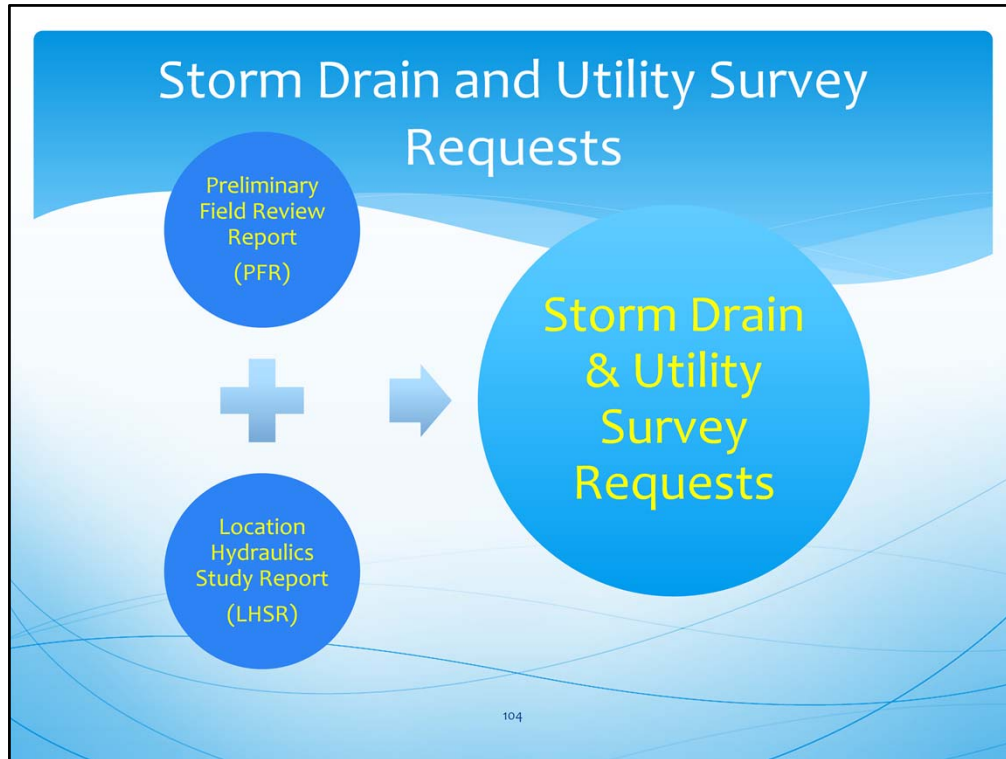 Storm Drain and Utility Survey
Requests
Preliminary
Field Review
Report
(PFR)
Location
Hydraulics
Study Report
(LHSR)
Storm Drain
& Utility
Survey
Requests
104